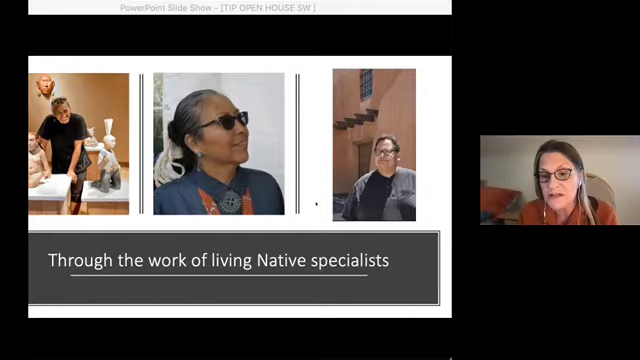 PowerPoint Slide Show - [TIP OPEN HOUSE SW ]
Through the work of living Native specialists